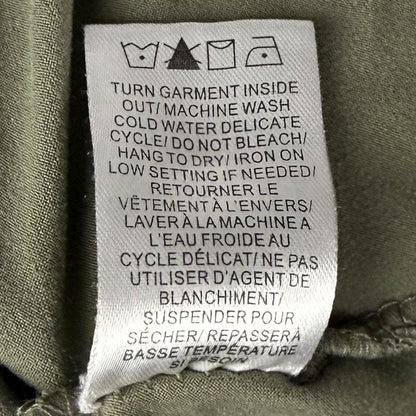 TURN GARMENT INSIDE
OUT/ MACHINE WASH
COLD WATER DELICATE
CYCLE/ DO NOT BLEACH/
HANG TO DRY/ IRON ON
LOW SETTING IF NEEDED/
RETOURNER LE
VÊTEMENT À L'ENVERS/
LAVER À LA MACHINE A
L'EAU FROIDE AU
CYCLE DÉLICAT/ NE PAS
UTILISER D'AGENT DE
BLANCHIMENT/
SUSPENDER POUR
SÉCHER/ REPASSER À
BASSE TEMPÉRATURE
SI BESOIN